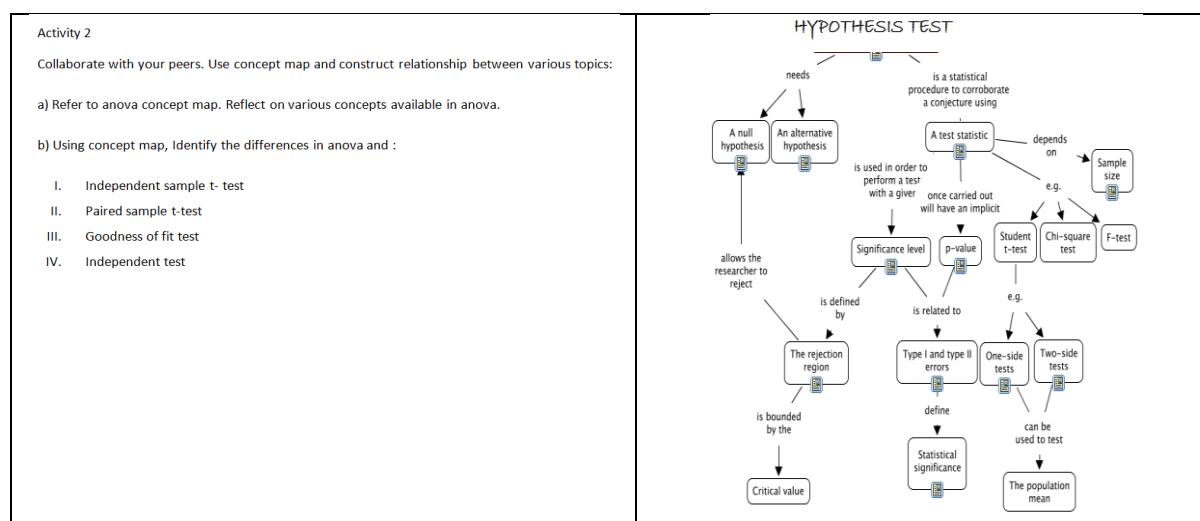 Activity 2
Collaborate with your peers. Use concept map and construct relationship between various topics:
a) Refer to anova concept map. Reflect on various concepts available in anova.
b) Using concept map, Identify the differences in anova and :
I. Independent sample t- test
II. Paired sample t-test
III. Goodness of fit test
IV. Independent test
HYPOTHESIS TEST
needs
is a statistical
procedure to corroborate
a conjecture using
A null
hypothesis
An alternative
hypothesis
A test statistic
depends
on
Sample
size
is used in order to
perform a test
with a giver
once carried out
will have an implicit
e.g.
Significance level
p-value
Student
t-test
Chi-square
test
F-test
allows the
researcher to
reject
is defined
by
is related to
e.g.
The rejection
region
Type I and type II
errors
One-side
tests
Two-side
tests
is bounded
by the
define
can be
used to test
Critical value
Statistical
significance
The population
mean